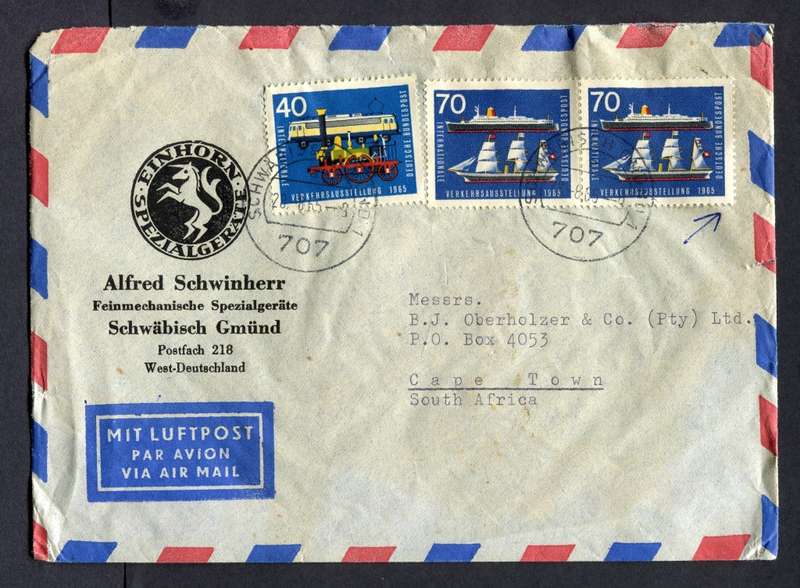 40
INTERNATIONALE
VERKEHRSAUSSTELLUNG 1965
70
INTERNATIONALE
DEUTSCHE BUNDESPOST
VERKEHRSAUSSTELLUNG 1965
70
INTERNATIONALE
DEUTSCHE BUNDESPOST
VERKEHRSAUSSTELLUNG 1965
707
707
EINHORN
SPEZIALGERÄTE
Alfred Schwinherr
Feinmechanische Spezialgeräte
Schwäbisch Gmünd
Postfach 218
West-Deutschland
Messrs.
B.J. Oberholzer & Co. (Pty) Ltd.
P.O. Box 4053
Cape Town
South Africa
MIT LUFTPOST
PAR AVION
VIA AIR MAIL